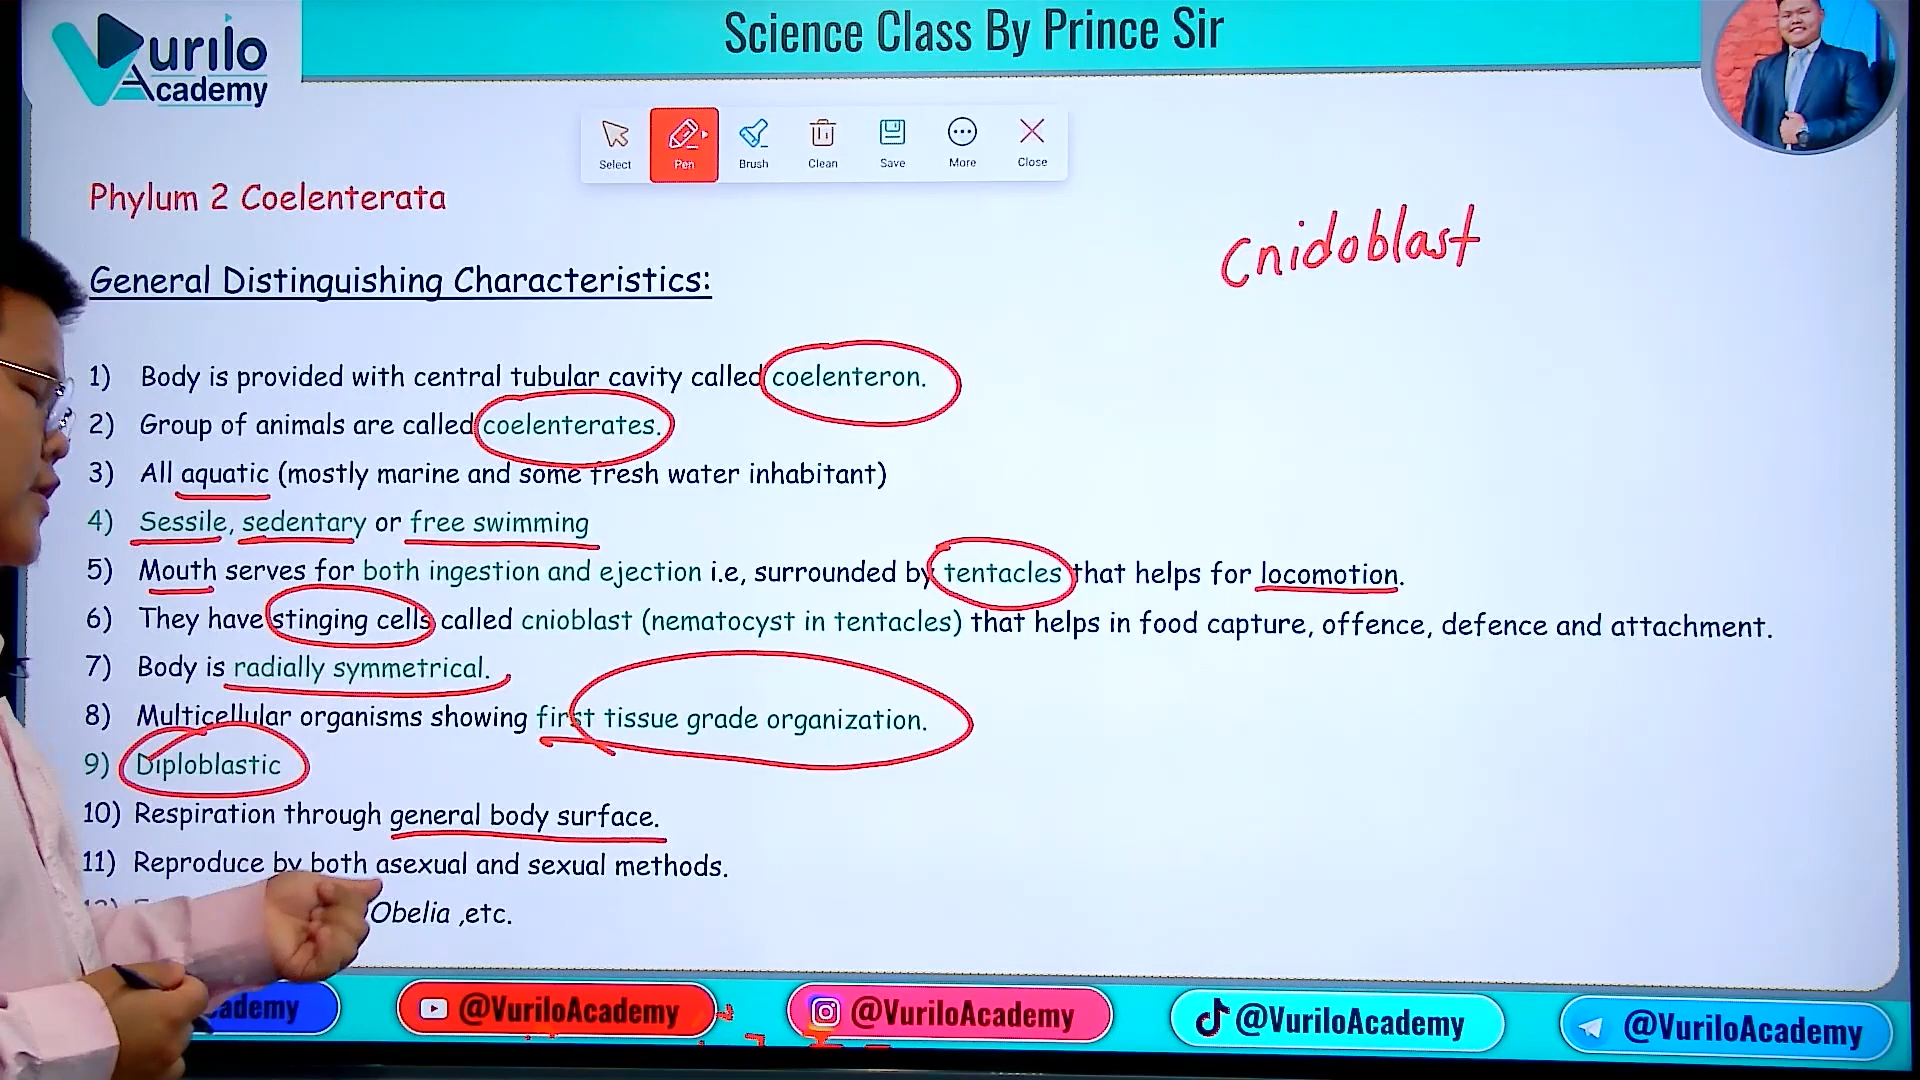 Vurilo Academy
Science Class By Prince Sir
Select Pen Brush Clean Save More Close
Phylum 2 Coelenterata
Cnidoblast
General Distinguishing Characteristics:
1) Body is provided with central tubular cavity called coelenteron.
2) Group of animals are called coelenterates.
3) All aquatic (mostly marine and some fresh water inhabitant)
4) Sessile, sedentary or free swimming
5) Mouth serves for both ingestion and ejection i.e, surrounded by tentacles that helps for locomotion.
6) They have stinging cells called cnioblast (nematocyst in tentacles) that helps in food capture, offence, defence and attachment.
7) Body is radially symmetrical.
8) Multicellular organisms showing first tissue grade organization.
9) Diploblastic
10) Respiration through general body surface.
11) Reproduce by both asexual and sexual methods.
Obelia ,etc.
ademy @VuriloAcademy @VuriloAcademy @VuriloAcademy @VuriloAcademy